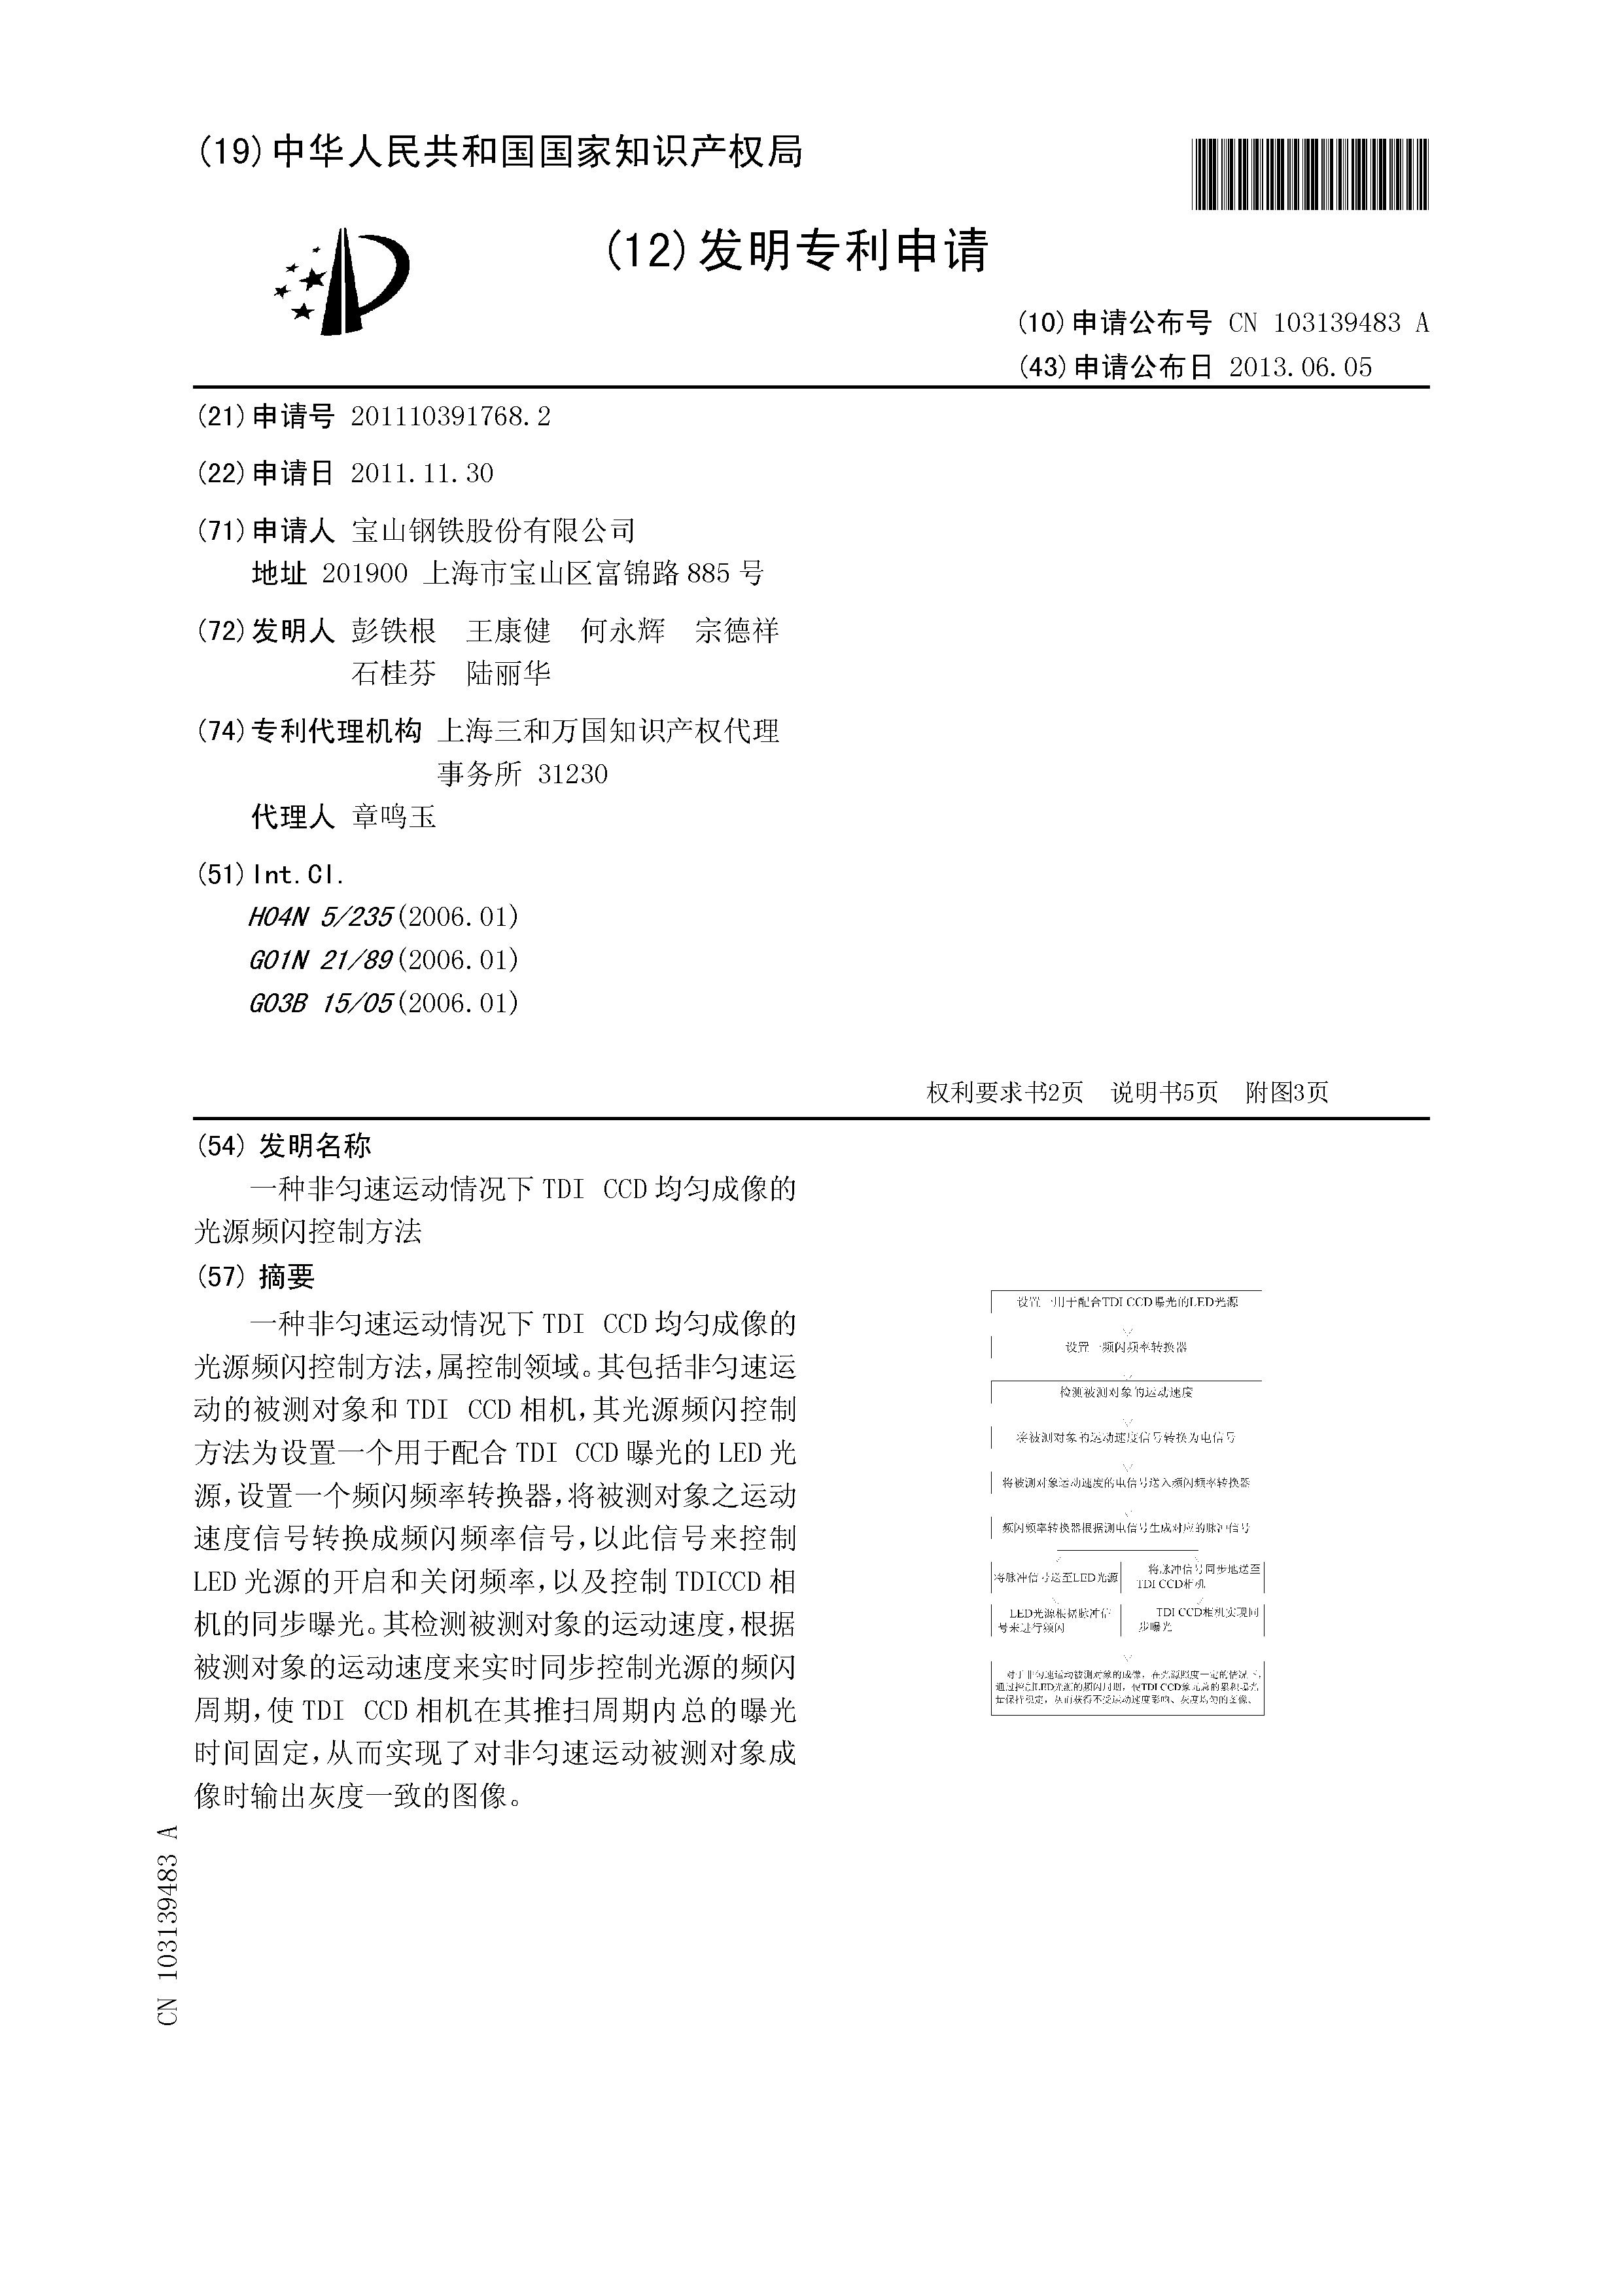 (19)中华人民共和国国家知识产权局
(12)发明专利申请
(10)申请公布号 CN 103139483 A
(43)申请公布日 2013.06.05
(21)申请号 201110391768.2
(22)申请日 2011.11.30
(71)申请人 宝山钢铁股份有限公司
地址 201900 上海市宝山区富锦路885号
(72)发明人 彭铁根 王康健 何永辉 宗德祥
石桂芬 陆丽华
(74)专利代理机构 上海三和万国知识产权代理
事务所 31230
代理人 章鸣玉
(51)Int.Cl.
H04N 5/235(2006.01)
G01N 21/89(2006.01)
G03B 15/05(2006.01)
权利要求书2页 说明书5页 附图3页
(54)发明名称
一种非匀速运动情况下 TDI CCD 均匀成像的
光源频闪控制方法
(57)摘要
一种非匀速运动情况下 TDI CCD 均匀成像的
光源频闪控制方法,属控制领域。其包括非匀速运
动的被测对象和 TDI CCD 相机,其光源频闪控制
方法为设置一个用于配合 TDI CCD 曝光的 LED 光
源,设置一个频闪频率转换器,将被测对象之运动
速度信号转换成频闪频率信号,以此信号来控制
LED 光源的开启和关闭频率,以及控制 TDICCD 相
机的同步曝光。其检测被测对象的运动速度,根据
被测对象的运动速度来实时同步控制光源的频闪
周期,使 TDI CCD 相机在其推扫周期内总的曝光
时间固定,从而实现了对非匀速运动被测对象成
像时输出灰度一致的图像。
设置一用于配合TDI CCD曝光的LED光源
设置一频闪频率转换器
检测被测对象的运动速度
将被测对象的运动速度信号转换为电信号
将被测对象运动速度的电信号送入频闪频率转换器
频闪频率转换器根据测电信号生成对应的脉冲信号
将脉冲信号送至LED光源
将脉冲信号同步地送至
TDI CCD相机
LED光源根据脉冲信
号来进行频闪
TDI CCD相机实现同
步曝光
对于非匀速运动被测对象的成像，在光源照度一定的情况下，
通过控制LED光源的频闪周期，使TDI CCD象元总的累积曝光
量保持稳定，从而获得不受运动速度影响、灰度均匀的图像。
CN 103139483 A